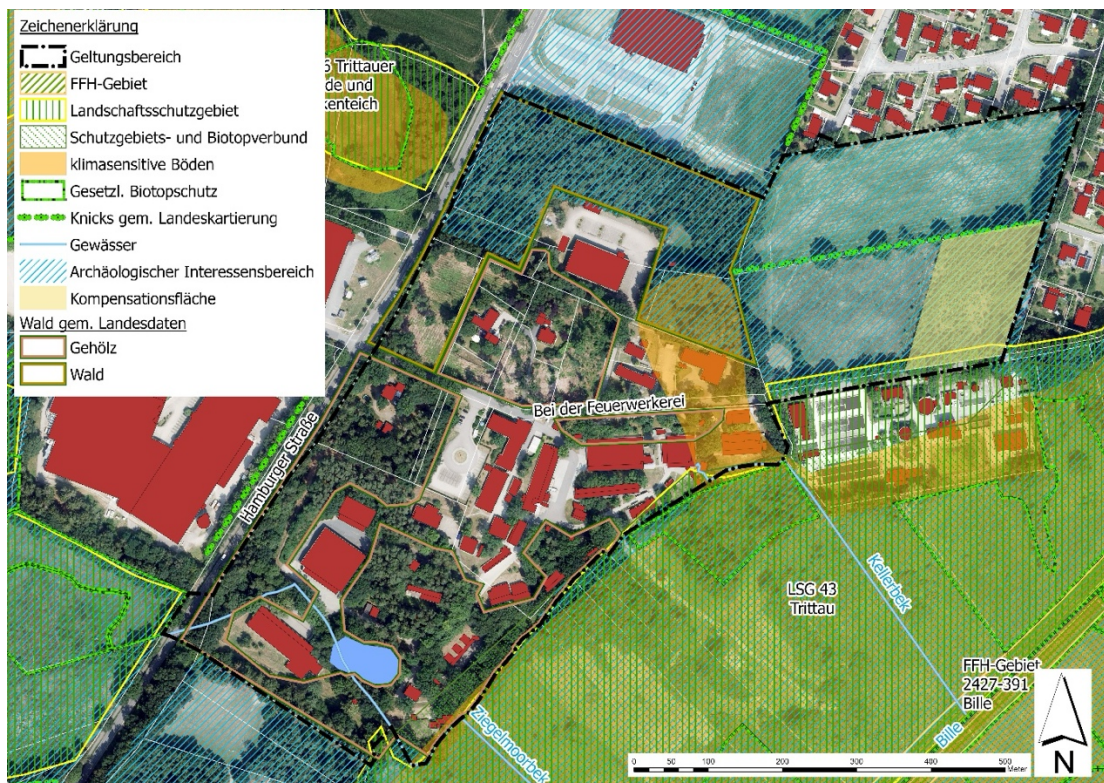 Zeichenerklärung
Geltungsbereich
FFH-Gebiet
Landschaftsschutzgebiet
Schutzgebiets- und Biotopverbund
klimasensitive Böden
Gesetzl. Biotopschutz
Knicks gem. Landeskartierung
Gewässer
Archäologischer Interessensbereich
Kompensationsfläche
Wald gem. Landesdaten
Gehölz
Wald
6 Trittauer
de und
kenteich
Bei der Feuerwerkerei
Hamburger Straße
Kellerbek
LSG 43
Trittau
FFH-Gebiet
2427-391
Bille
Bille
Ziegelmoorbek
0 50 100 200 300 400 500
Meter
N